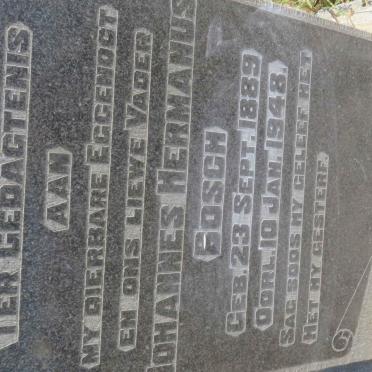 TER GEDAGTENIS
AAN
MY DIERBARE EGGENOOT
EN ONS LIEWE VADER
JOHANNES HERMANUS
BOSCH
GEB. 23 SEPT. 1889
OORL. 10 JAN. 1948.
SAG SOOS HY GELEEF HET
HET HY GESTERF